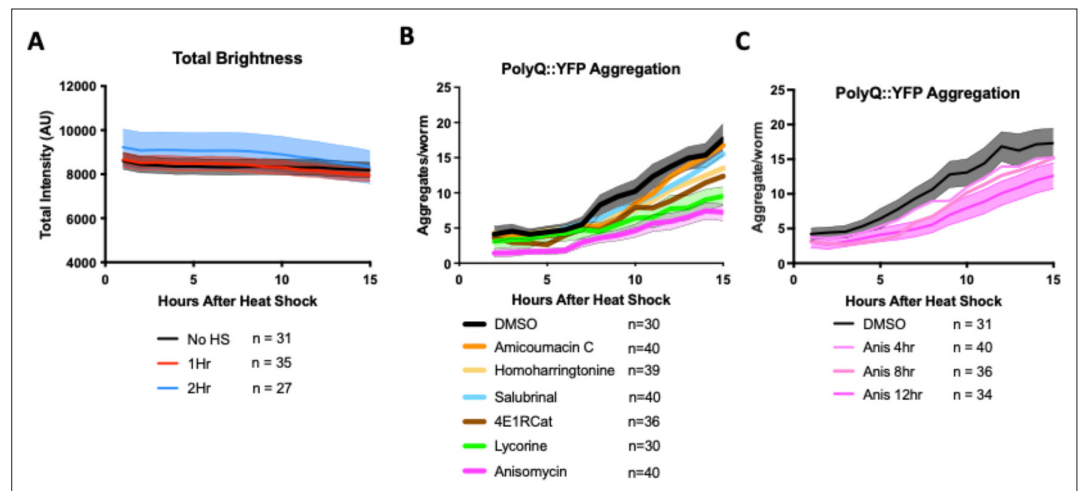 A
Total Brightness
Total Intensity (AU)
12000
10000
8000
6000
4000
0 5 10 15
Hours After Heat Shock
No HS n = 31
1Hr n = 35
2Hr n = 27
B
PolyQ::YFP Aggregation
Aggregates/worm
25
20
15
10
5
0
0 5 10 15
Hours After Heat Shock
DMSO n=30
Amicoumacin C n=40
Homoharringtonine n=39
Salubrinal n=40
4E1RCat n=36
Lycorine n=30
Anisomycin n=40
C
PolyQ::YFP Aggregation
Aggregate/worm
25
20
15
10
5
0
0 5 10 15
Hours After Heat Shock
DMSO n = 31
Anis 4hr n = 40
Anis 8hr n = 36
Anis 12hr n = 34